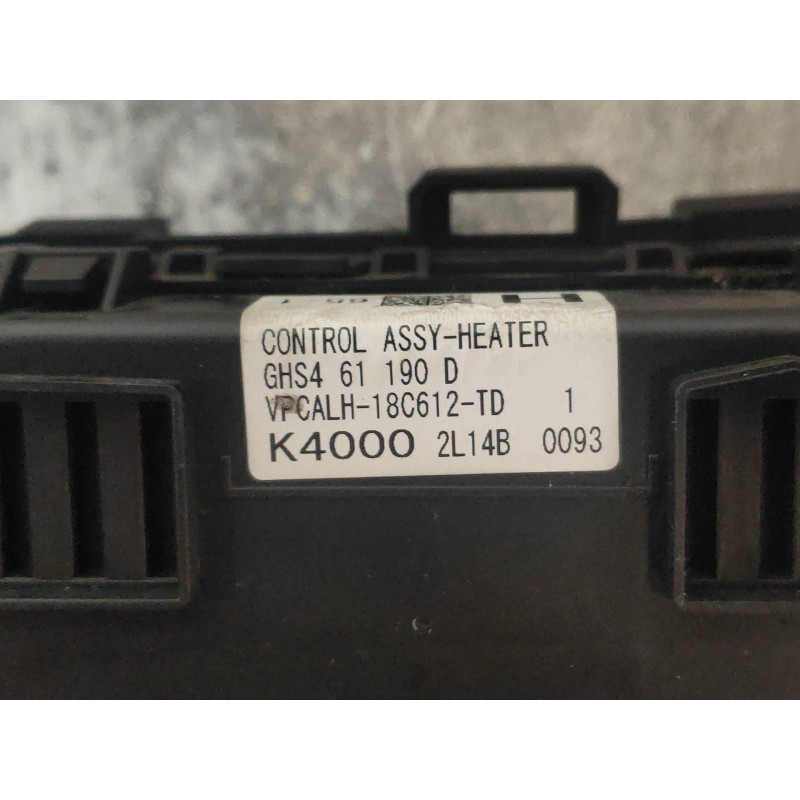 CONTROL ASSY-HEATER
GHS4 61 190 D
VPCALH-18C612-TD 1
K4000 2L14B 0093